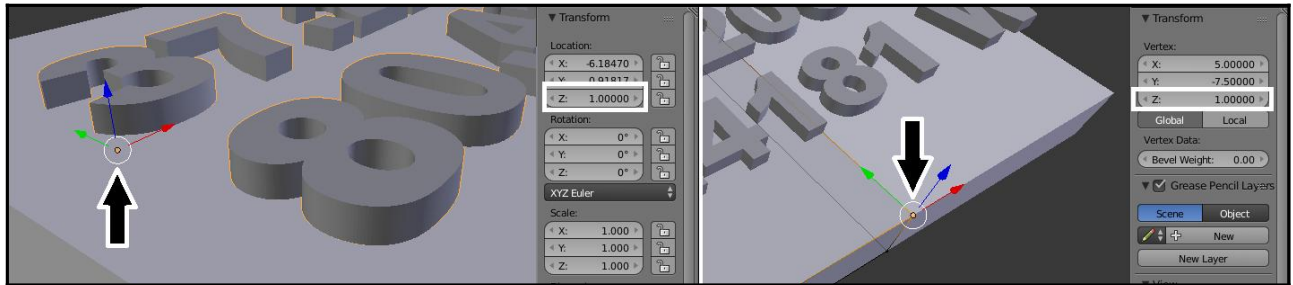 Transform
Location:
X: -6.18470
Y: 0.91817
Z: 1.00000
Rotation:
X: 0°
Y: 0°
Z: 0°
XYZ Euler
Scale:
X: 1.000
Y: 1.000
Z: 1.000
Transform
Vertex:
X: 5.00000
Y: -7.50000
Z: 1.00000
Global Local
Vertex Data:
Bevel Weight: 0.00
Grease Pencil Layers
Scene Object
New
New Layer